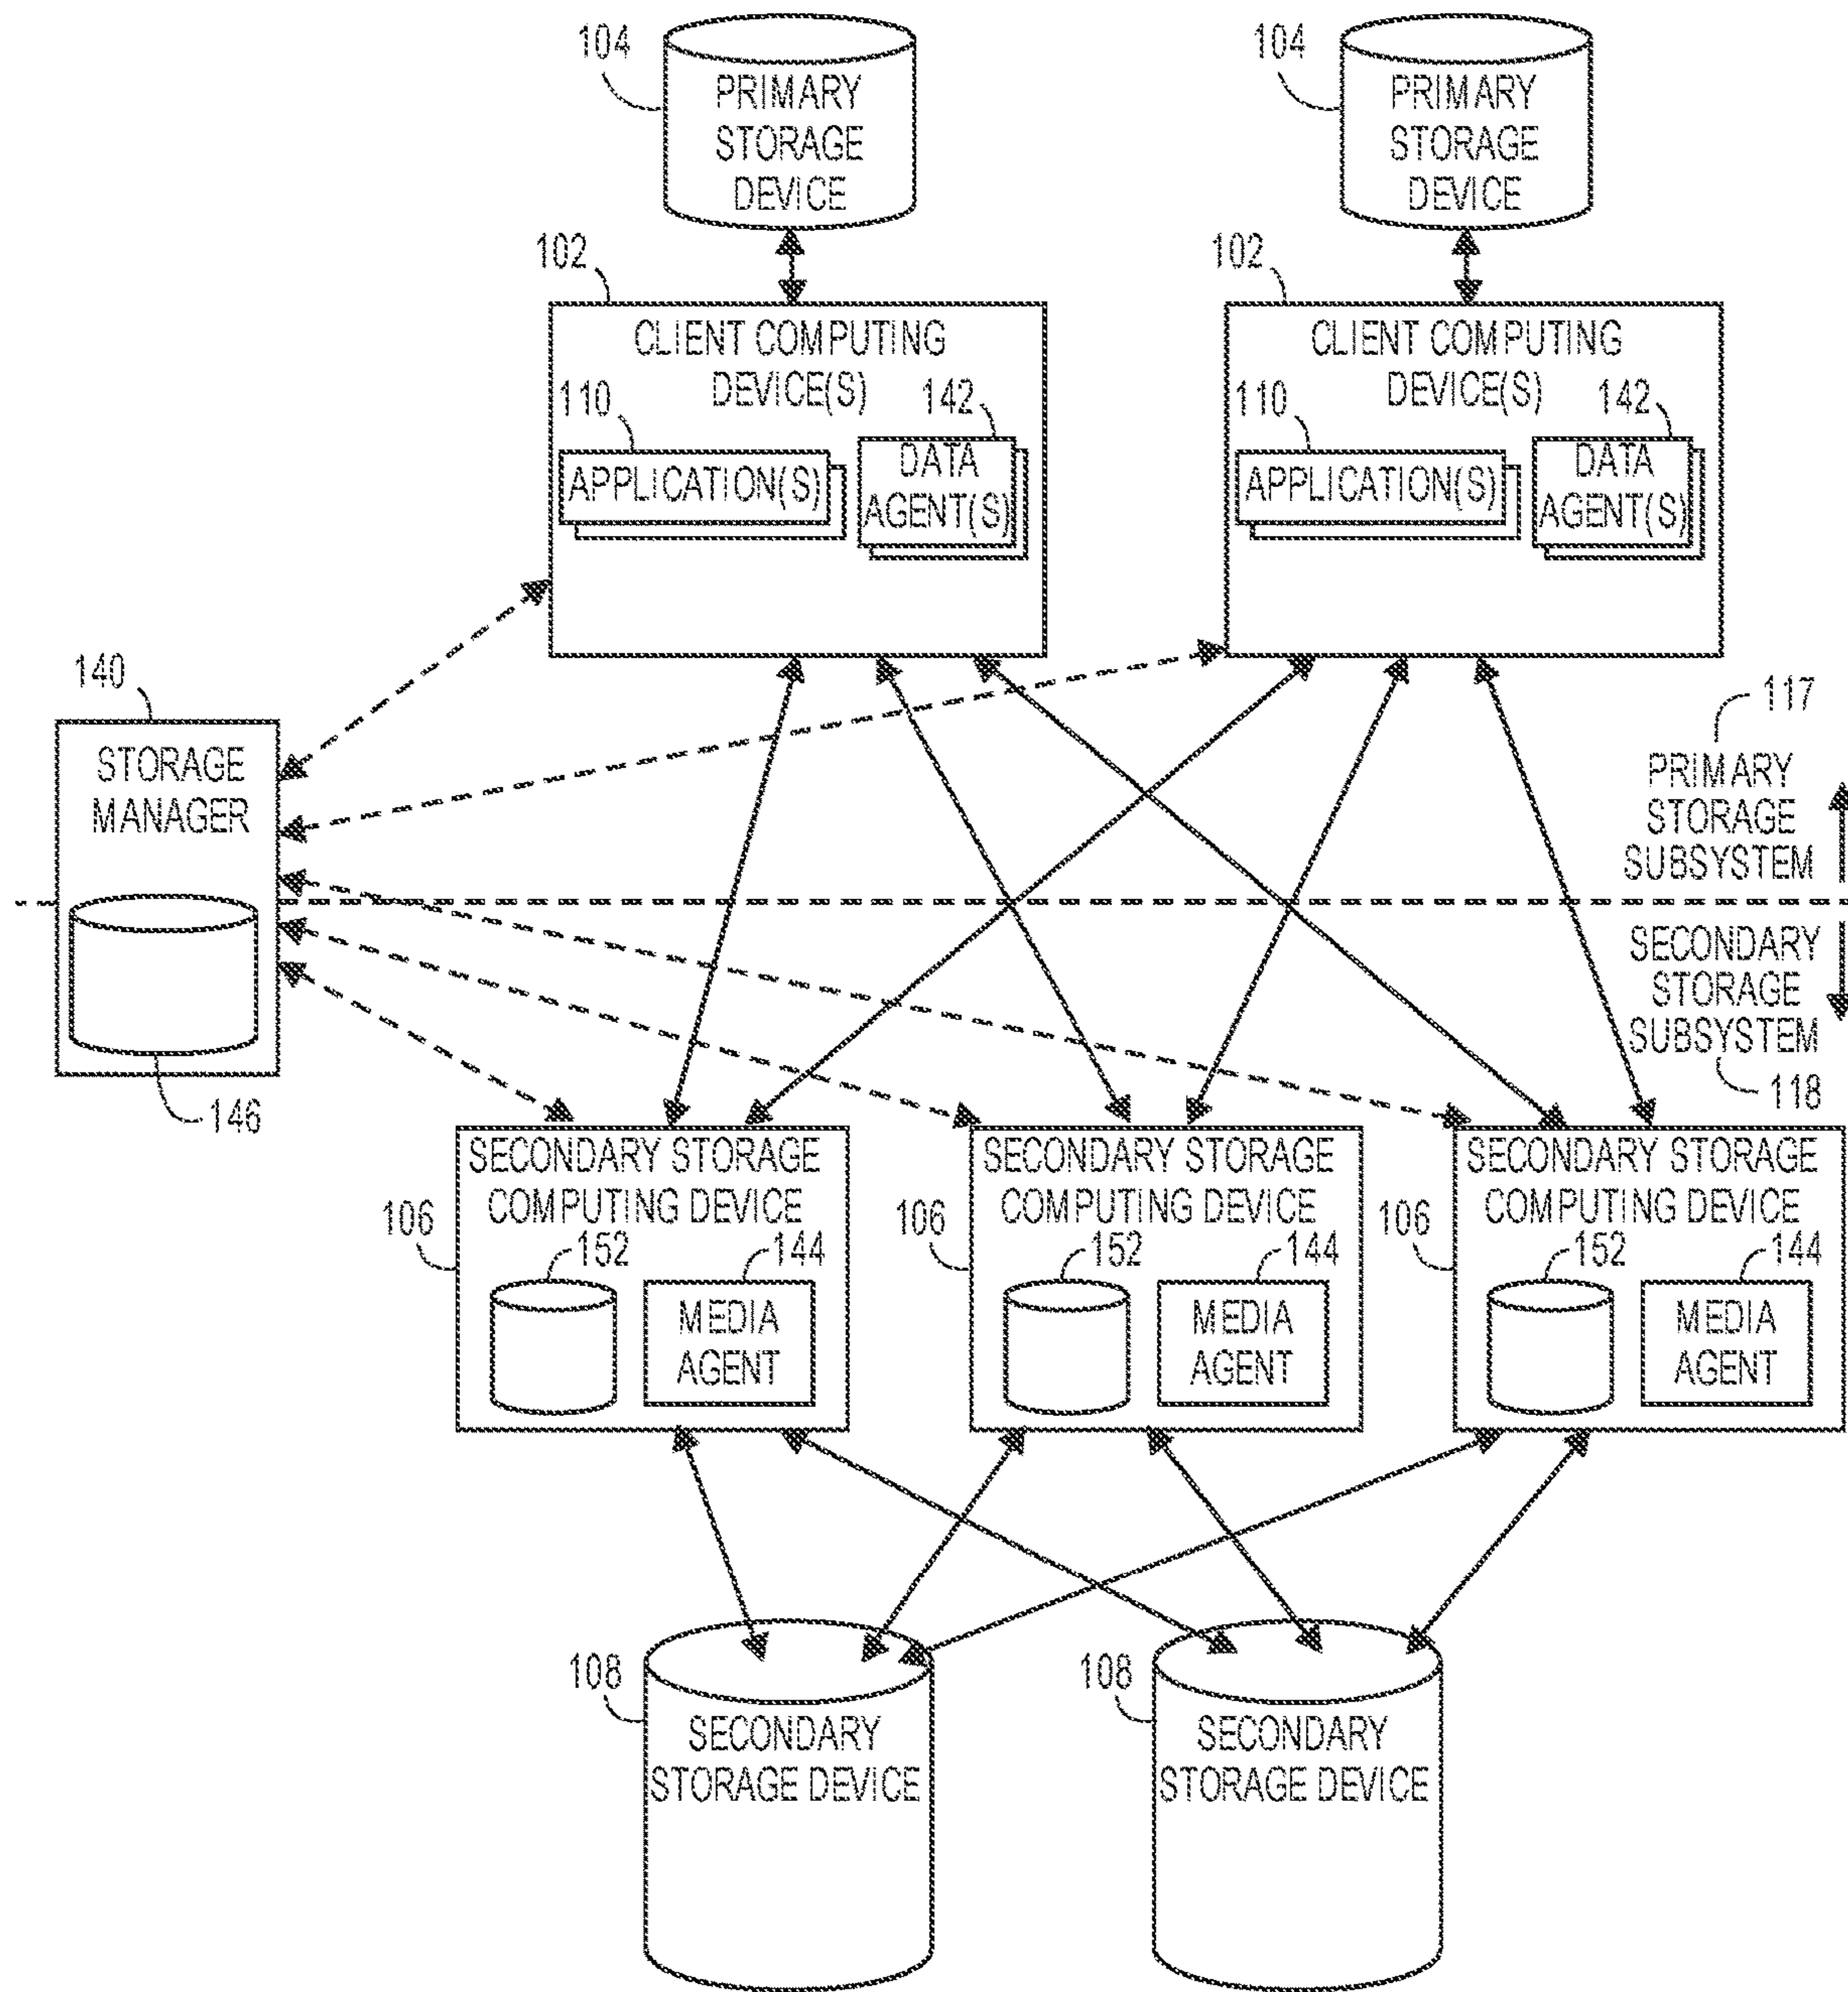 104
PRIMARY
STORAGE
DEVICE
104
PRIMARY
STORAGE
DEVICE
102
CLIENT COMPUTING
DEVICE(S)
110
APPLICATION(S)
142
DATA
AGENT(S)
102
CLIENT COMPUTING
DEVICE(S)
110
APPLICATION(S)
142
DATA
AGENT(S)
140
STORAGE
MANAGER
146
117
PRIMARY
STORAGE
SUBSYSTEM
SECONDARY
STORAGE
SUBSYSTEM
118
106
SECONDARY STORAGE
COMPUTING DEVICE
152
144
MEDIA
AGENT
106
SECONDARY STORAGE
COMPUTING DEVICE
152
144
MEDIA
AGENT
106
SECONDARY STORAGE
COMPUTING DEVICE
152
144
MEDIA
AGENT
108
SECONDARY
STORAGE DEVICE
108
SECONDARY
STORAGE DEVICE